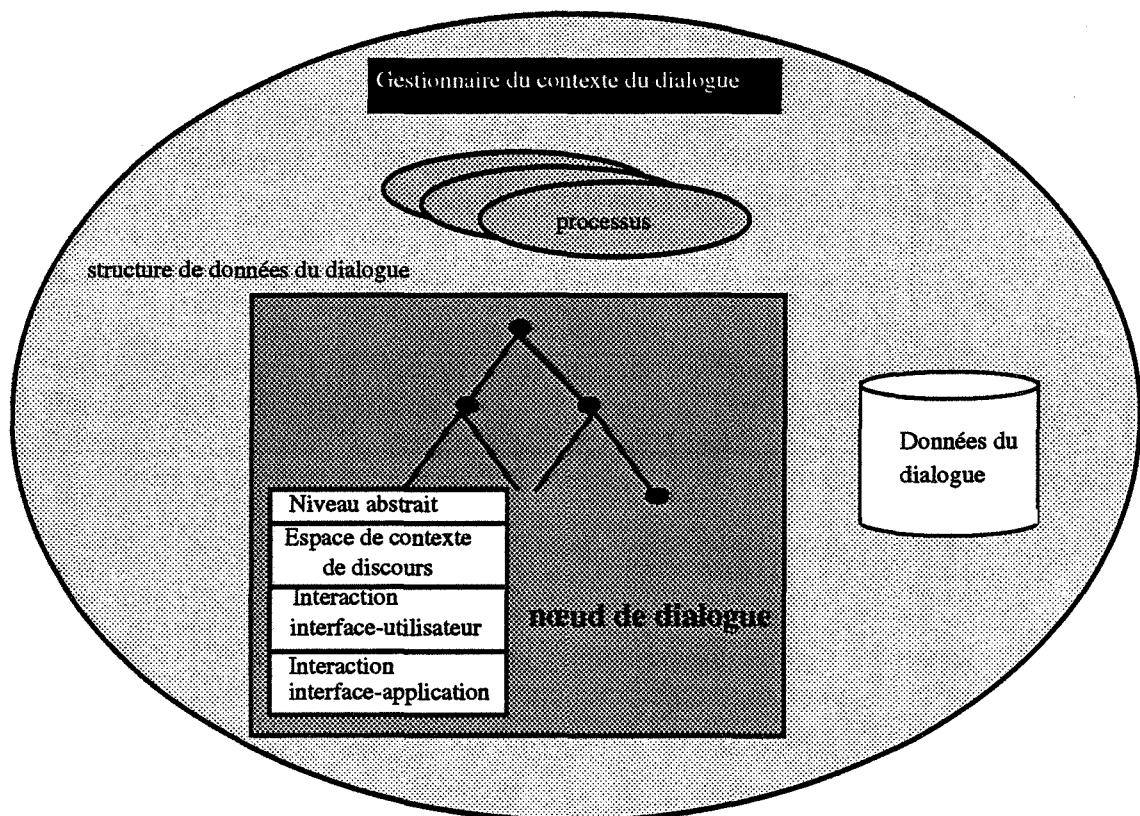 Gestionnaire du contexte du dialogue
processus
structure de données du dialogue
Données du
dialogue
Niveau abstrait
Espace de contexte
de discours
Interaction
interface-utilisateur
nœud de dialogue
Interaction
interface-application